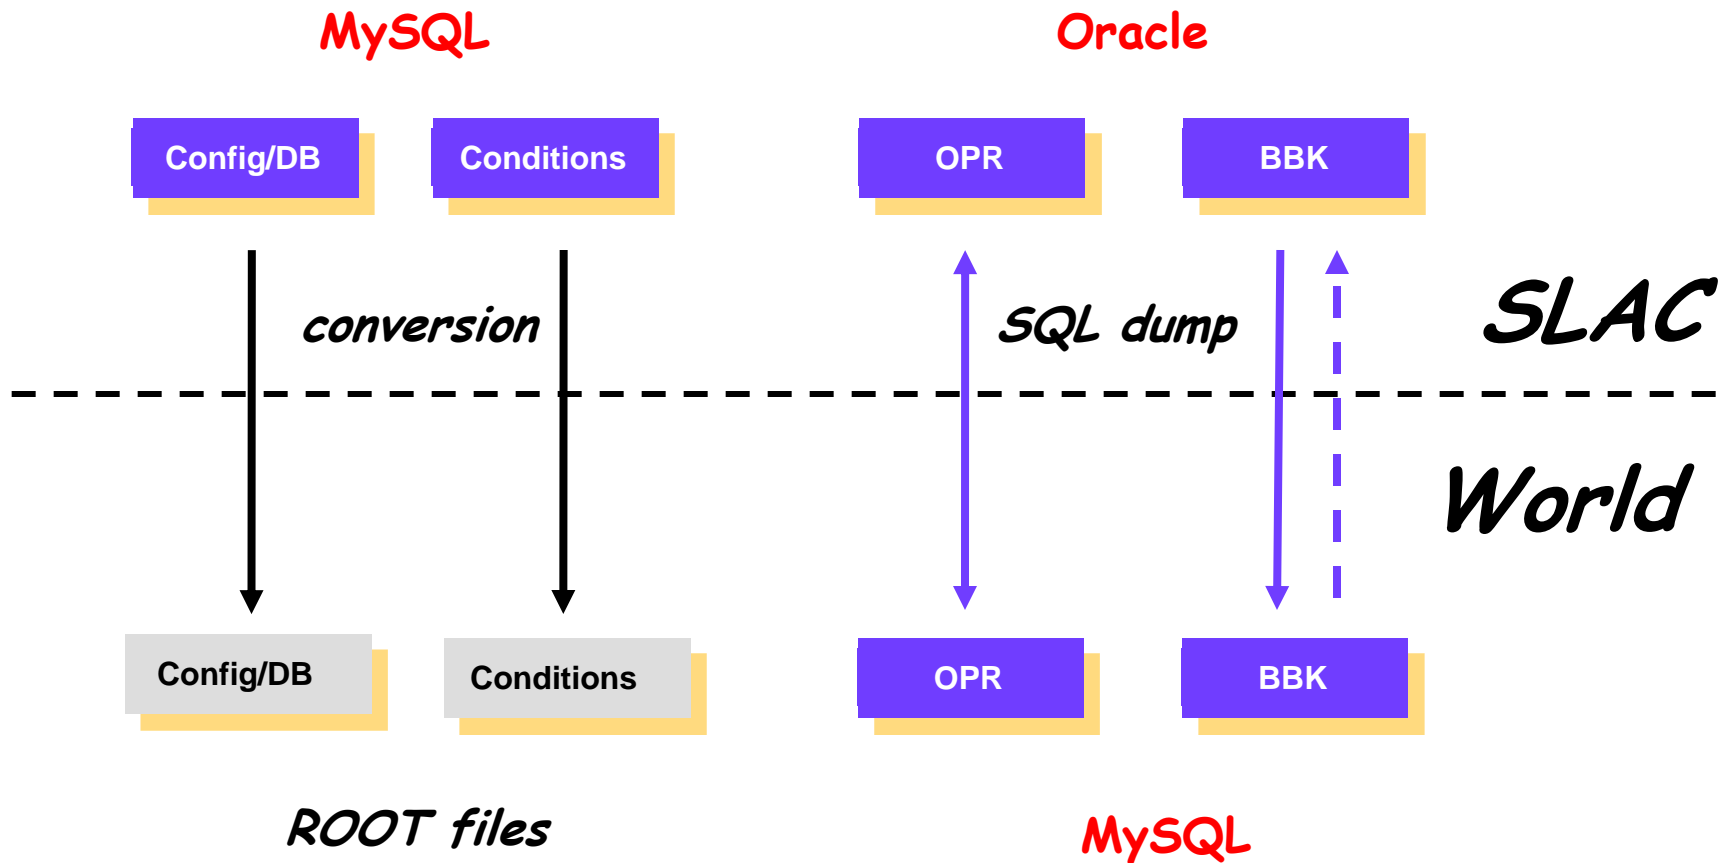 MySQL
Oracle
Config/DB
Conditions
OPR
BBK
conversion
SQL dump
SLAC
World
Config/DB
Conditions
OPR
BBK
ROOT files
MySQL